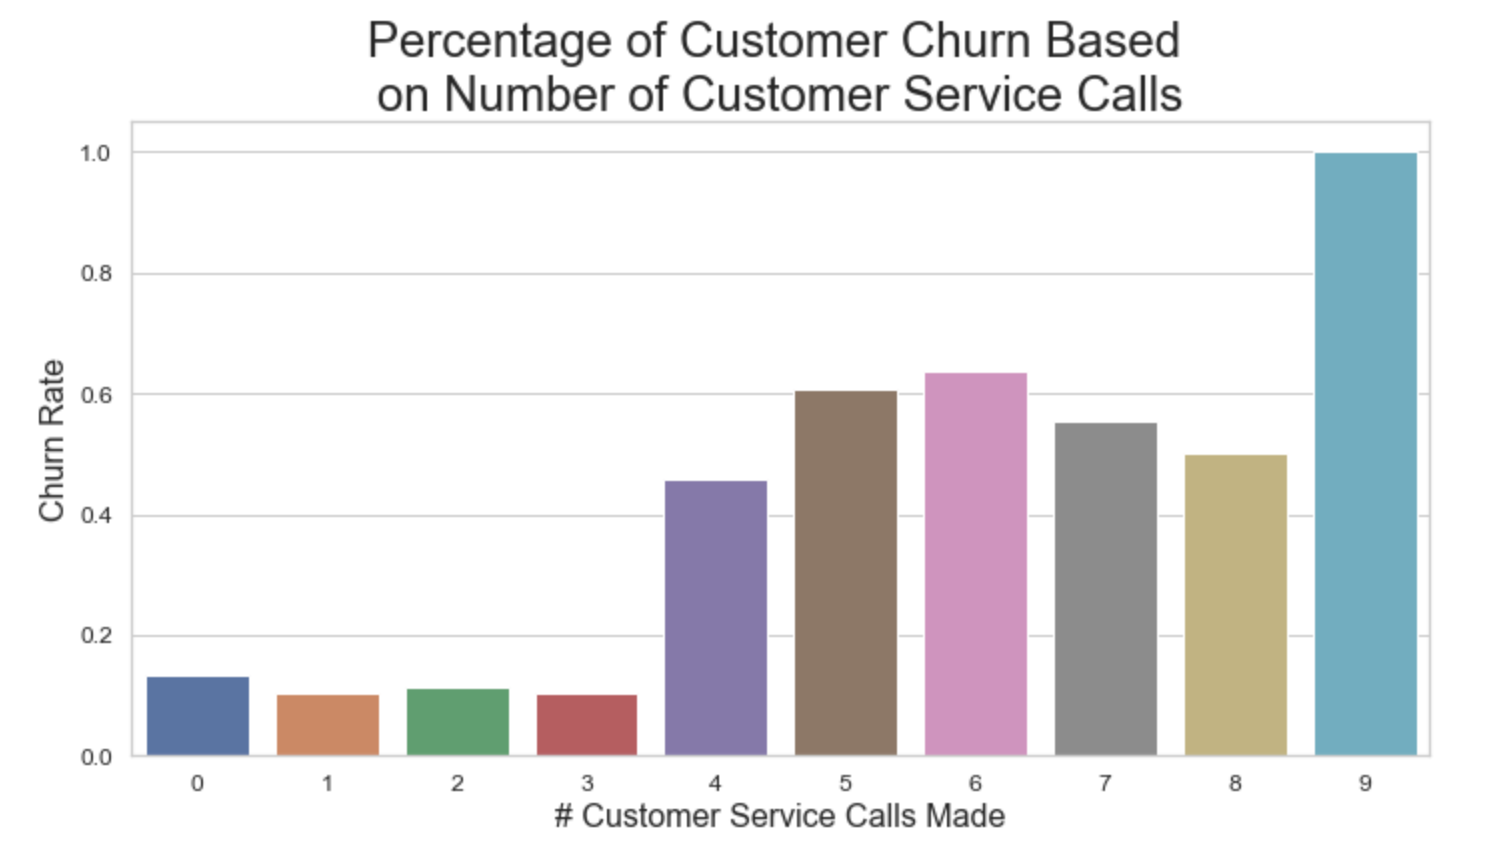 Percentage of Customer Churn Based
on Number of Customer Service Calls
1.0
0.8
0.6
0.4
0.2
0.0
Churn Rate
0 1 2 3 4 5 6 7 8 9
# Customer Service Calls Made